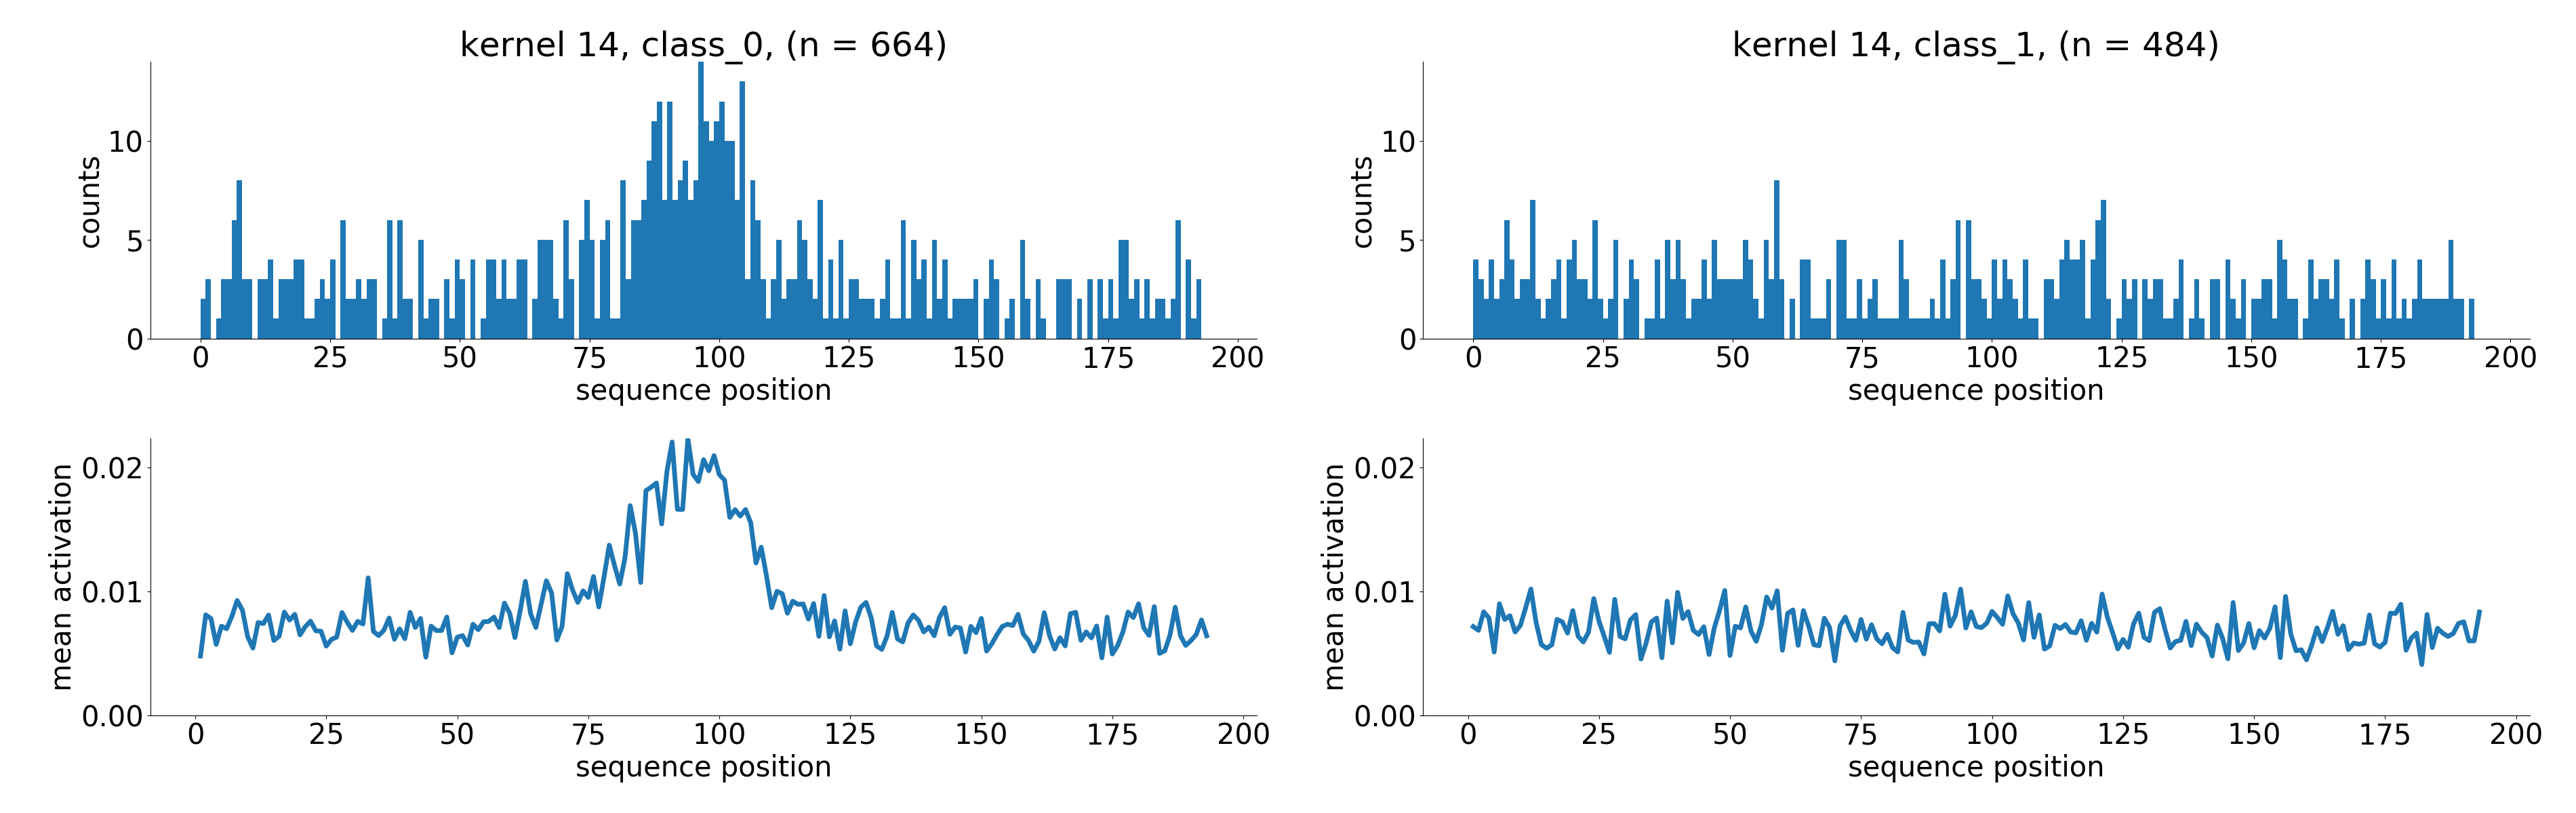 kernel 14, class_0, (n = 664)
counts
10
5
0
0 25 50 75 100 125 150 175 200
sequence position
mean activation
0.02
0.01
0.00
0 25 50 75 100 125 150 175 200
sequence position
kernel 14, class_1, (n = 484)
counts
10
5
0
0 25 50 75 100 125 150 175 200
sequence position
mean activation
0.02
0.01
0.00
0 25 50 75 100 125 150 175 200
sequence position